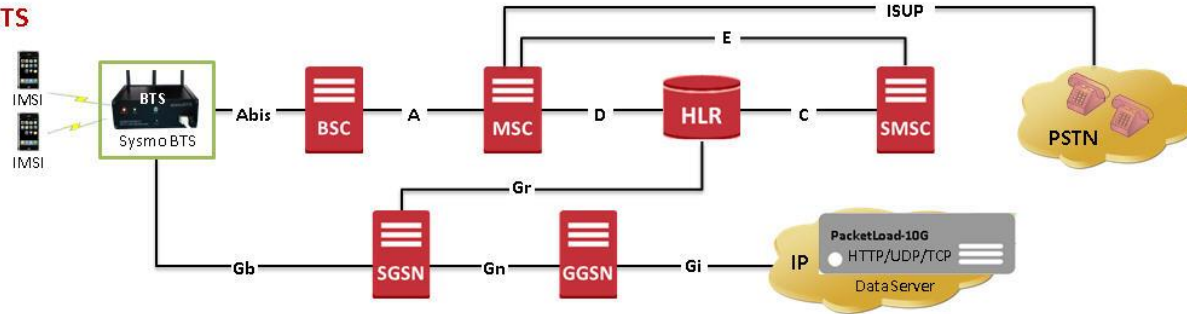 TS
ISUP
E
IMSI
IMSI
BTS
Sysmo BTS
Abis
BSC
A
MSC
D
HLR
C
SMSC
PSTN
Gr
Gb
SGSN
Gn
GGSN
Gi
IP
PacketLoad-10G
HTTP/UDP/TCP
Data Server